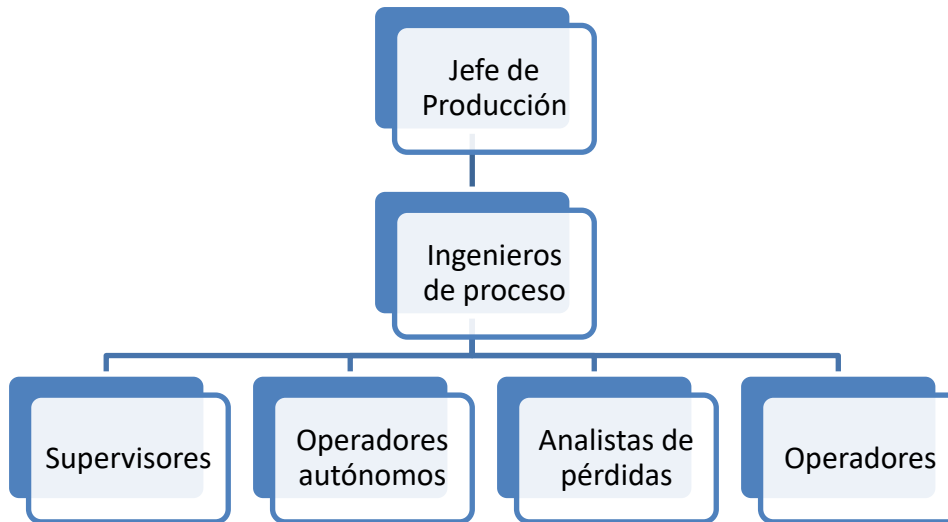 Jefe de
Producción
Ingenieros
de proceso
Supervisores
Operadores
autónomos
Analistas de
pérdidas
Operadores